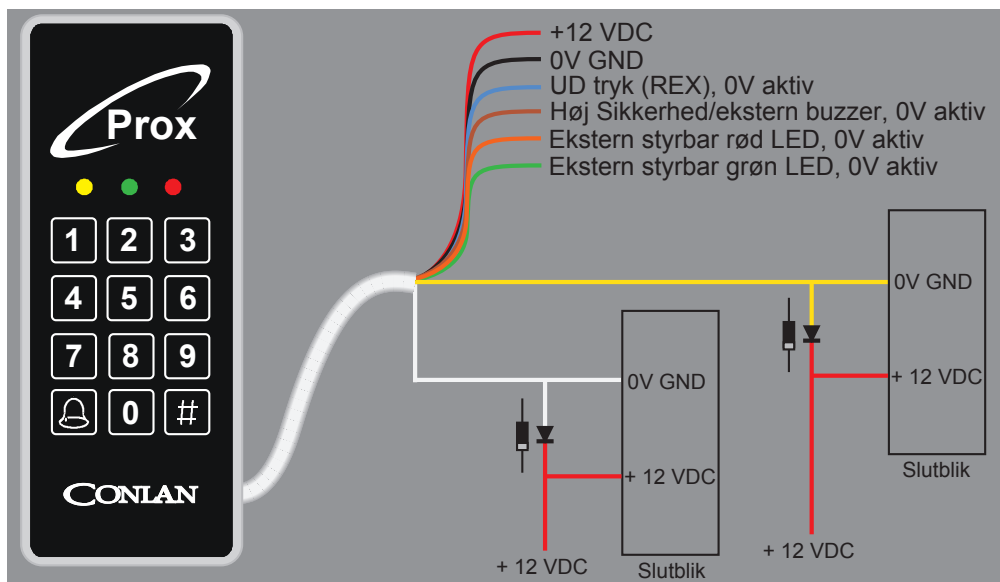 Prox
1 2 3
4 5 6
7 8 9
0 #
CONLAN
+12 VDC
0V GND
UD tryk (REX), 0V aktiv
Høj Sikkerhed/ekstern buzzer, 0V aktiv
Ekstern styrbar rød LED, 0V aktiv
Ekstern styrbar grøn LED, 0V aktiv
0V GND
+ 12 VDC
+ 12 VDC
Slutblik
0V GND
+ 12 VDC
+ 12 VDC
Slutblik